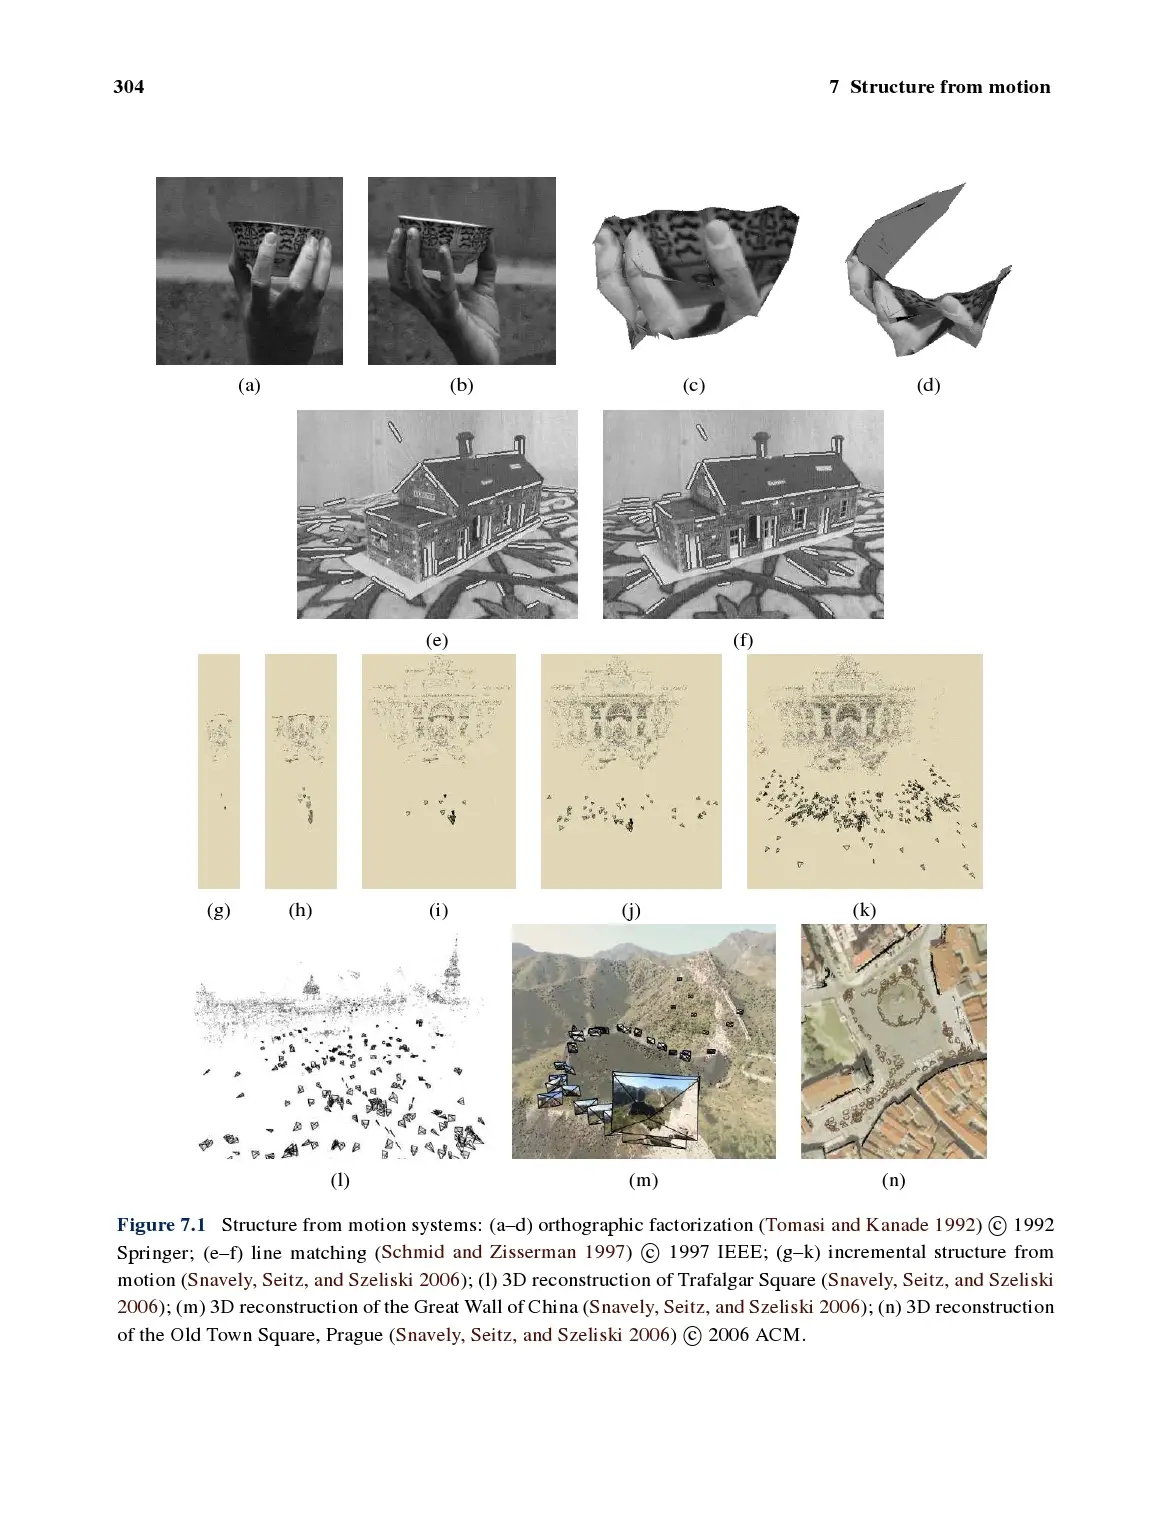 304
7 Structure from motion
(a)
(b)
(c)
(d)
(e)
(f)
(g)
(h)
(i)
(j)
(k)
(l)
(m)
(n)
Figure 7.1 Structure from motion systems: (a–d) orthographic factorization (Tomasi and Kanade 1992) © 1992
Springer; (e–f) line matching (Schmid and Zisserman 1997) © 1997 IEEE; (g–k) incremental structure from
motion (Snavely, Seitz, and Szeliski 2006); (l) 3D reconstruction of Trafalgar Square (Snavely, Seitz, and Szeliski
2006); (m) 3D reconstruction of the Great Wall of China (Snavely, Seitz, and Szeliski 2006); (n) 3D reconstruction
of the Old Town Square, Prague (Snavely, Seitz, and Szeliski 2006) © 2006 ACM.